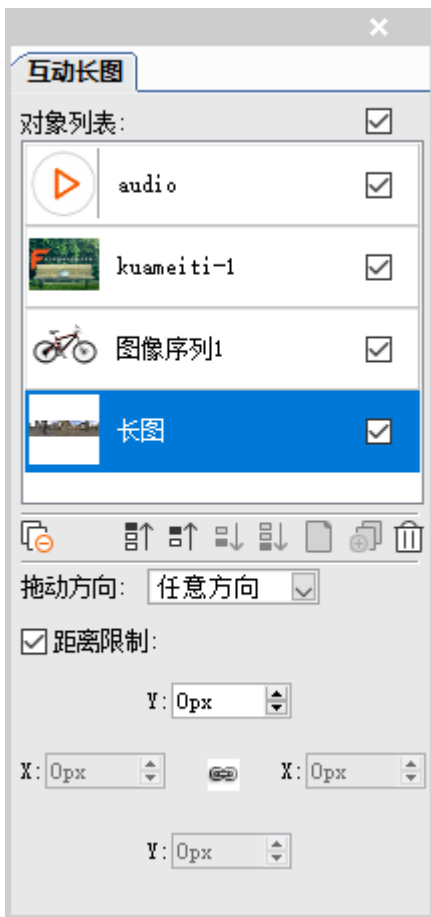 互动长图
对象列表:
audio
kuameiti-1
图像序列1
长图
拖动方向: 任意方向
距离限制:
Y: 0px
X: 0px X: 0px
Y: 0px